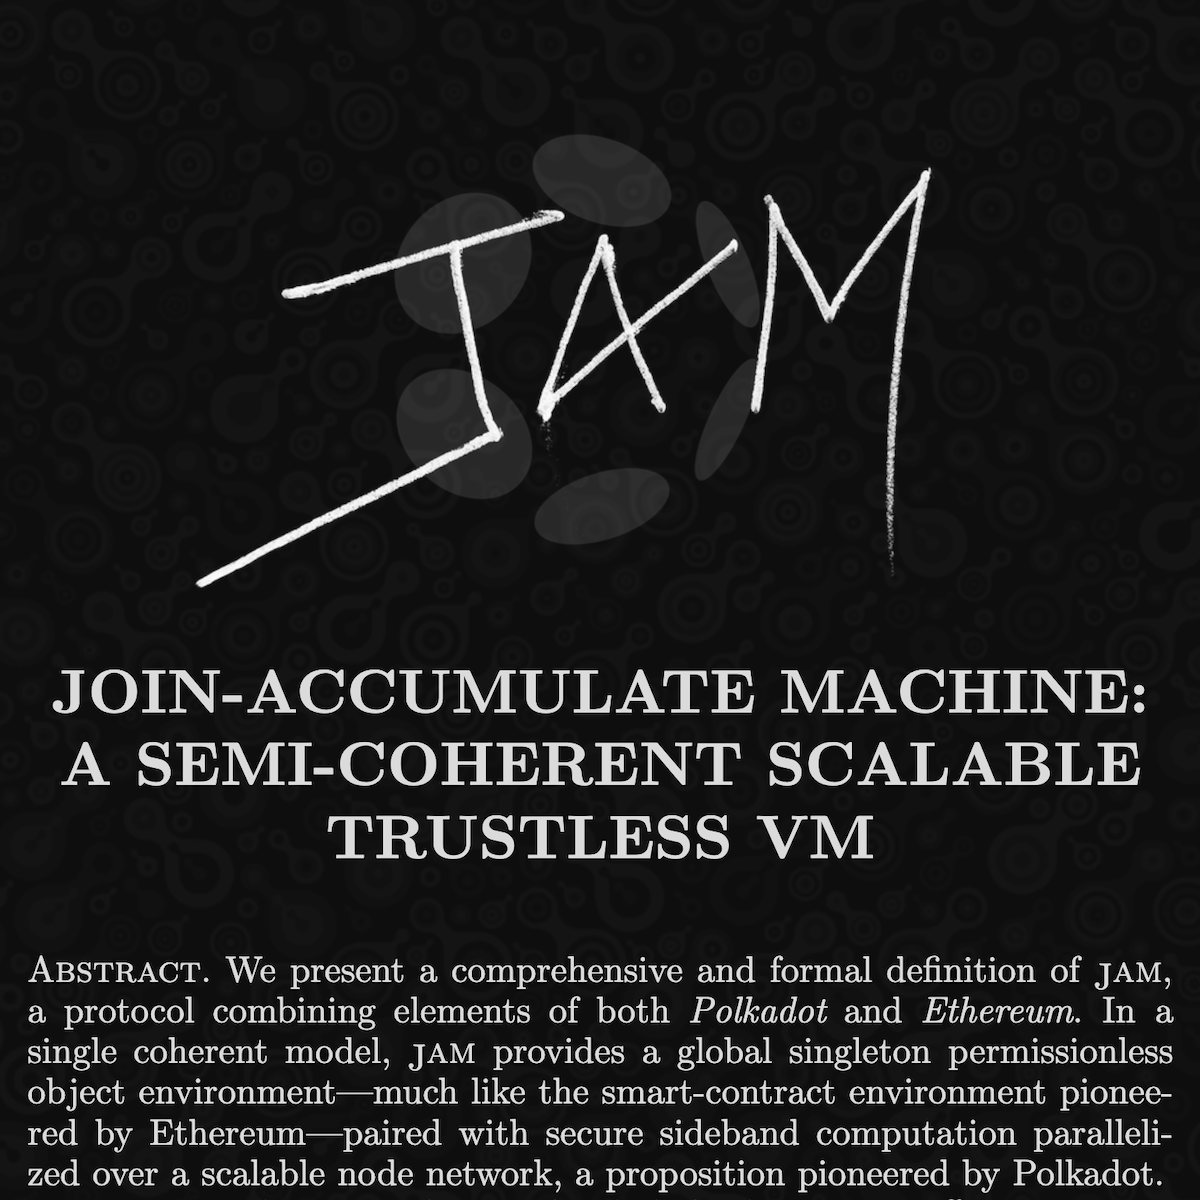 JAM
JOIN-ACCUMULATE MACHINE:
A SEMI-COHERENT SCALABLE
TRUSTLESS VM
ABSTRACT. We present a comprehensive and formal definition of JAM,
a protocol combining elements of both Polkadot and Ethereum. In a
single coherent model, JAM provides a global singleton permissionless
object environment—much like the smart-contract environment pionee-
red by Ethereum—paired with secure sideband computation paralleli-
zed over a scalable node network, a proposition pioneered by Polkadot.